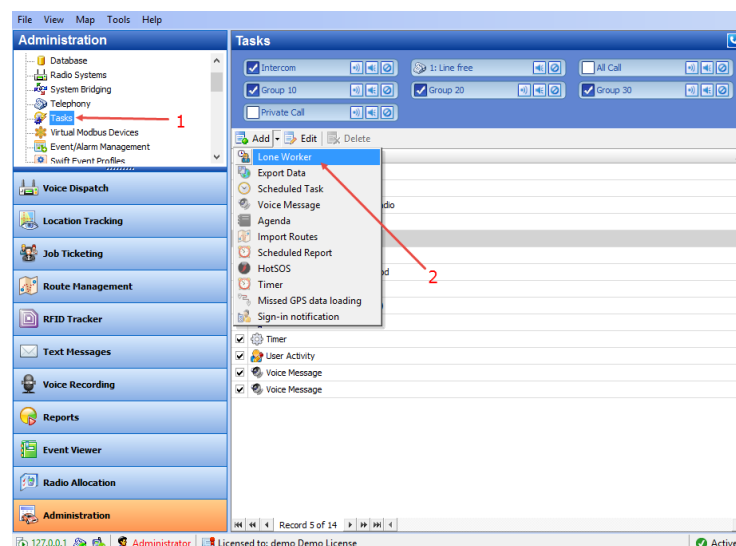 File View Map Tools Help
Administration
Database
Radio Systems
System Bridging
Telephony
Tasks
1
Virtual Modbus Devices
Event/Alarm Management
Swift Event Profiles
Voice Dispatch
Location Tracking
Job Ticketing
Route Management
RFID Tracker
Text Messages
Voice Recording
Reports
Event Viewer
Radio Allocation
Administration
Tasks
Intercom
1: Line free
All Call
Group 10
Group 20
Group 30
Private Call
Add Edit Delete
Lone Worker
Export Data
Scheduled Task
Voice Message
Agenda
Import Routes
Scheduled Report
HotSOS
Timer
Missed GPS data loading
Sign-in notification
2
Timer
User Activity
Voice Message
Voice Message
Record 5 of 14
127.0.0.1 Administrator Licensed to: demo Demo License Active